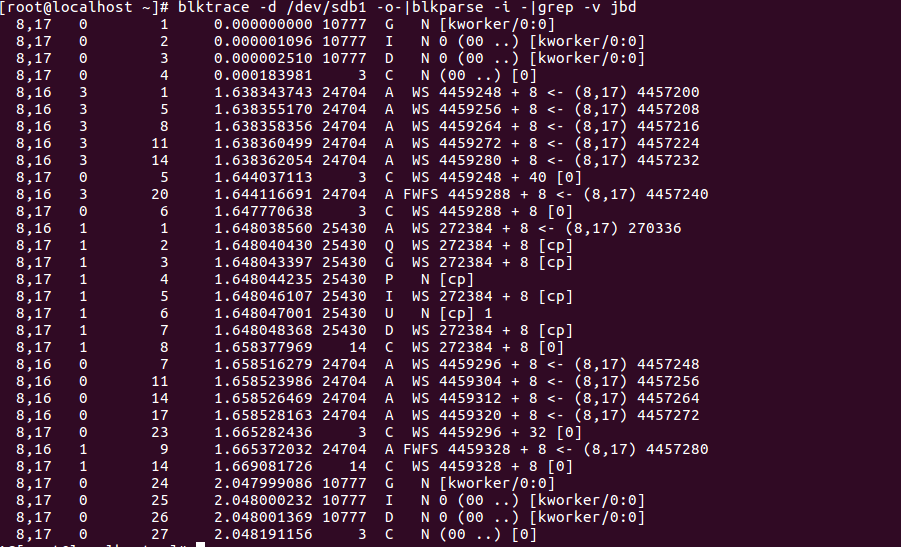 [root@localhost ~]# blktrace -d /dev/sdb1 -o-|blkparse -i -|grep -v jbd
8,17 0 1 0.000000000 10777 G N [kworker/0:0]
8,17 0 2 0.000001096 10777 I N 0 (00 ..) [kworker/0:0]
8,17 0 3 0.000002510 10777 D N 0 (00 ..) [kworker/0:0]
8,17 0 4 0.000183981 3 C N (00 ..) [0]
8,16 3 1 1.638343743 24704 A WS 4459248 + 8 <- (8,17) 4457200
8,16 3 5 1.638355170 24704 A WS 4459256 + 8 <- (8,17) 4457208
8,16 3 8 1.638358356 24704 A WS 4459264 + 8 <- (8,17) 4457216
8,16 3 11 1.638360499 24704 A WS 4459272 + 8 <- (8,17) 4457224
8,16 3 14 1.638362054 24704 A WS 4459280 + 8 <- (8,17) 4457232
8,17 0 5 1.644037113 3 C WS 4459248 + 40 [0]
8,16 3 20 1.644116691 24704 A FWFS 4459288 + 8 <- (8,17) 4457240
8,17 0 6 1.647770638 3 C WS 4459288 + 8 [0]
8,16 1 1 1.648038560 25430 A WS 272384 + 8 <- (8,17) 270336
8,17 1 2 1.648040430 25430 Q WS 272384 + 8 [cp]
8,17 1 3 1.648043397 25430 G WS 272384 + 8 [cp]
8,17 1 4 1.648044235 25430 P N [cp]
8,17 1 5 1.648046107 25430 I WS 272384 + 8 [cp]
8,17 1 6 1.648047001 25430 U N [cp] 1
8,17 1 7 1.648048368 25430 D WS 272384 + 8 [cp]
8,17 1 8 1.658377969 14 C WS 272384 + 8 [0]
8,16 0 7 1.658516279 24704 A WS 4459296 + 8 <- (8,17) 4457248
8,16 0 11 1.658523986 24704 A WS 4459304 + 8 <- (8,17) 4457256
8,16 0 14 1.658526469 24704 A WS 4459312 + 8 <- (8,17) 4457264
8,16 0 17 1.658528163 24704 A WS 4459320 + 8 <- (8,17) 4457272
8,17 0 23 1.665282436 3 C WS 4459296 + 32 [0]
8,16 1 9 1.665372032 24704 A FWFS 4459328 + 8 <- (8,17) 4457280
8,17 1 14 1.669081726 14 C WS 4459328 + 8 [0]
8,17 0 24 2.047999086 10777 G N [kworker/0:0]
8,17 0 25 2.048000232 10777 I N 0 (00 ..) [kworker/0:0]
8,17 0 26 2.048001369 10777 D N 0 (00 ..) [kworker/0:0]
8,17 0 27 2.048191156 3 C N (00 ..) [0]